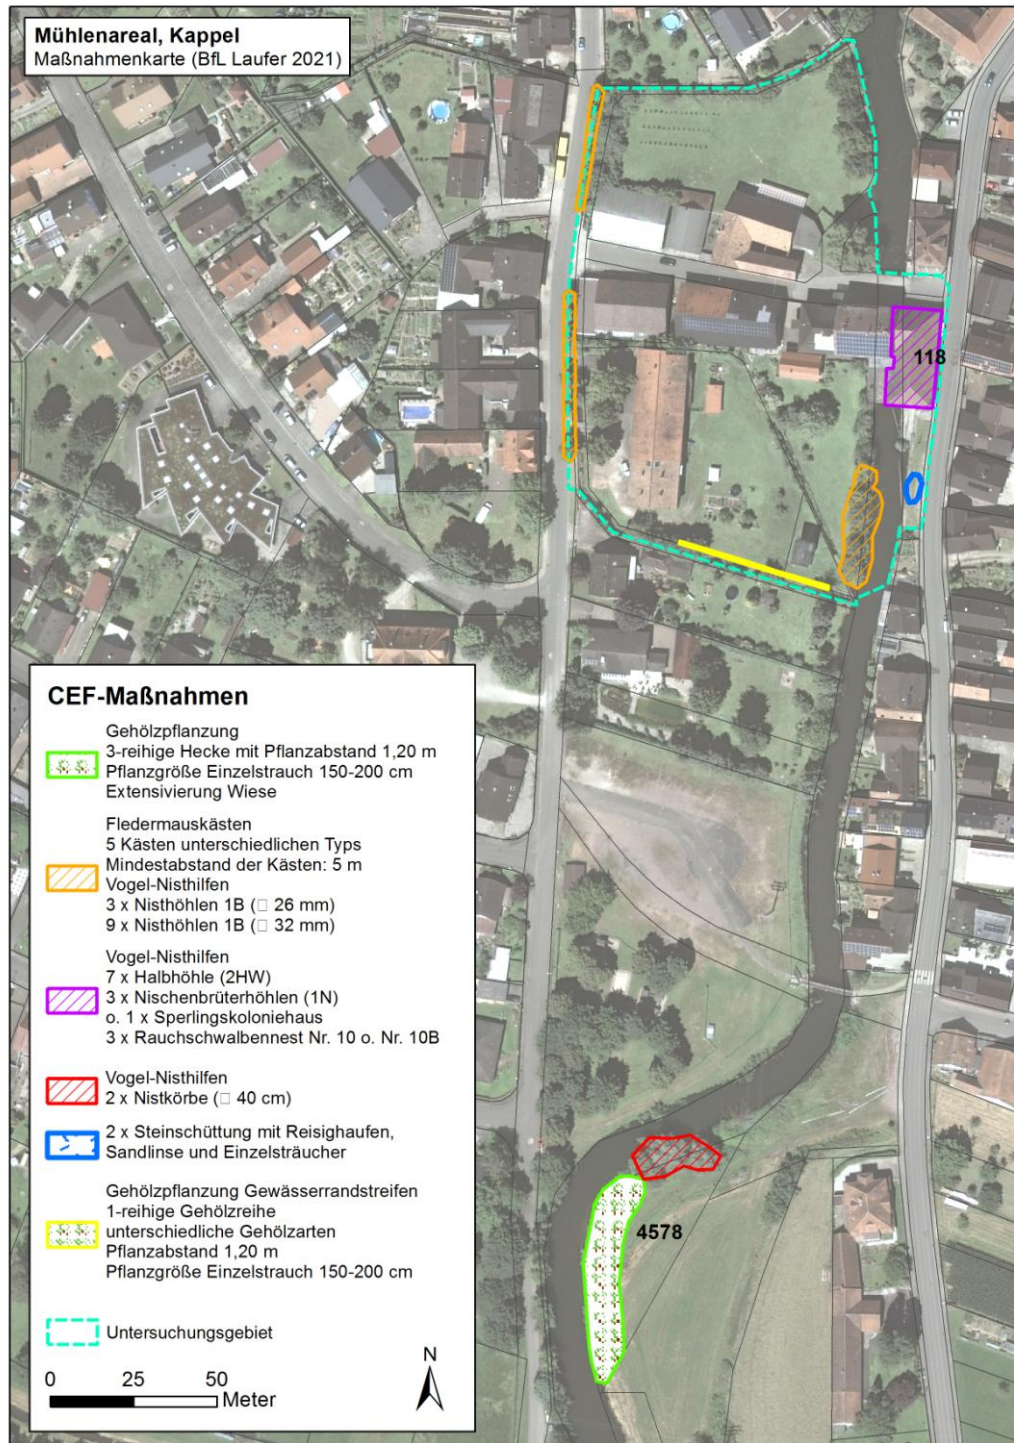 Mühlenareal, Kappel
Maßnahmenkarte (BfL Laufer 2021)
118
4578
CEF-Maßnahmen
Gehölzpflanzung
3-reihige Hecke mit Pflanzabstand 1,20 m
Pflanzgröße Einzelstrauch 150-200 cm
Extensivierung Wiese
Fledermauskästen
5 Kästen unterschiedlichen Typs
Mindestabstand der Kästen: 5 m
Vogel-Nisthilfen
3 x Nisthöhlen 1B (□ 26 mm)
9 x Nisthöhlen 1B (□ 32 mm)
Vogel-Nisthilfen
7 x Halbhöhle (2HW)
3 x Nischenbrüterhöhlen (1N)
o. 1 x Sperlingskoloniehaus
3 x Rauchschwalbennest Nr. 10 o. Nr. 10B
Vogel-Nisthilfen
2 x Nistkörbe (□ 40 cm)
2 x Steinschüttung mit Reisighaufen,
Sandlinse und Einzelsträucher
Gehölzpflanzung Gewässerrandstreifen
1-reihige Gehölzreihe
unterschiedliche Gehölzarten
Pflanzabstand 1,20 m
Pflanzgröße Einzelstrauch 150-200 cm
Untersuchungsgebiet
0 25 50
Meter
N